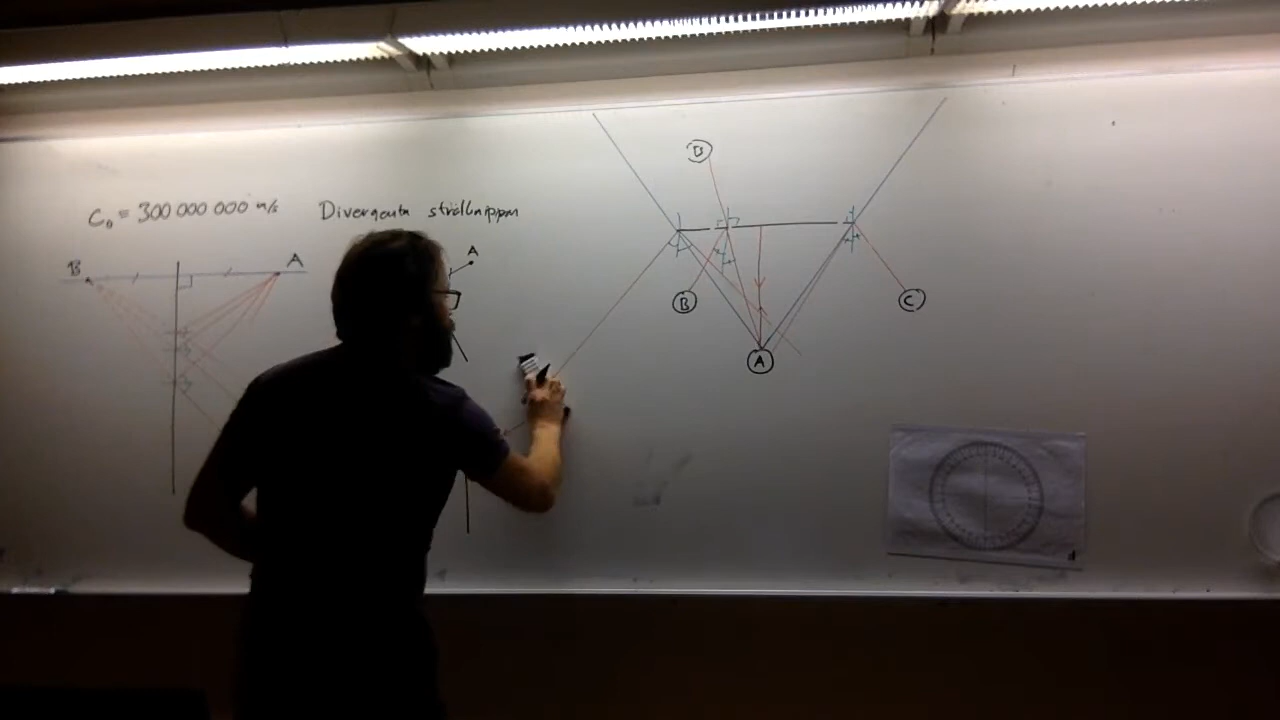 C₀ = 300 000 000 m/s
Divergenta strålknippen
B
A
A
D
B
C
A